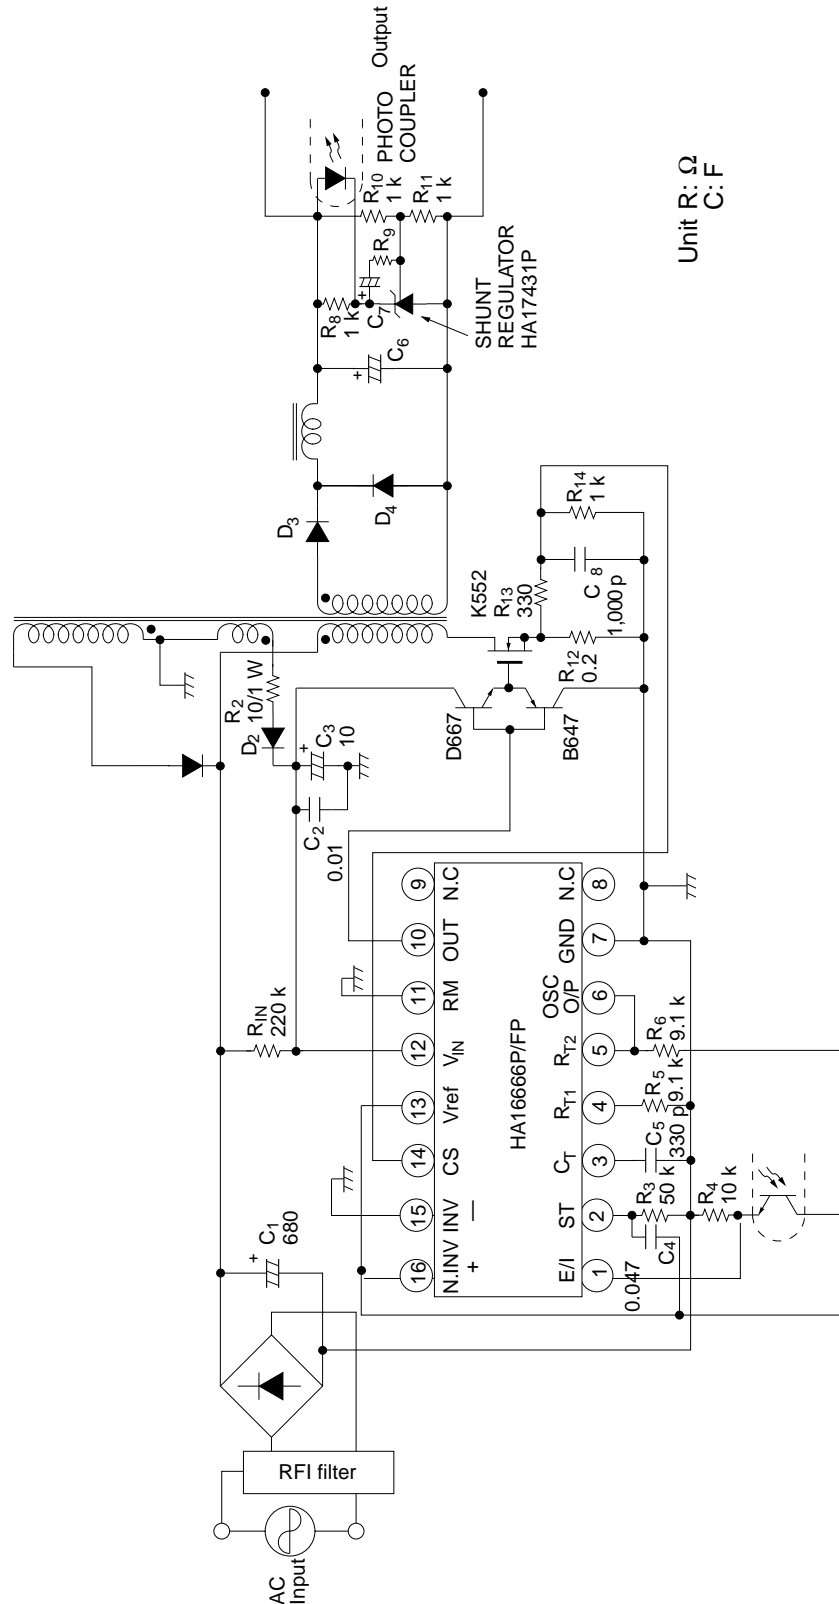 AC
Input
RFI filter
C1
680
+
RIN
220 k
R2
10/1 W
D2
C3
10
+
C2
0.01
D3
D4
C6
+
R8
1 k
C7
+
R9
R10
1 k
R11
1 k
PHOTO
COUPLER
Output
SHUNT
REGULATOR
HA17431P
K552
R13
330
R12
0.2
C8
1,000 p
R14
1 k
D667
B647
16
15
14
13
12
11
10
9
N.INV
+
INV
−
CS
Vref
VIN
RM
OUT
N.C
HA16666P/FP
E/I
ST
CT
RT1
RT2
OSC
O/P
GND
N.C
1
2
3
4
5
6
7
8
0.047
C4
R3
50 k
R4
10 k
C5
330 p
R5
9.1 k
R6
9.1 k
Unit R: Ω
C: F